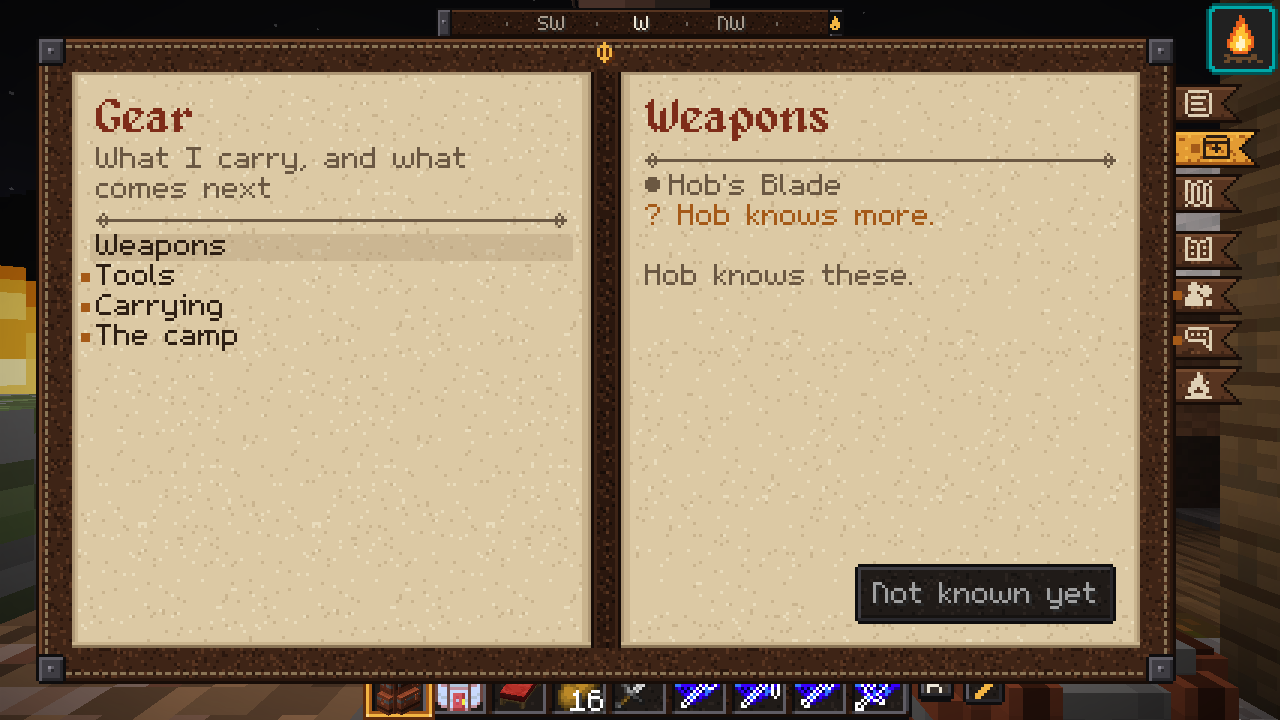 SW W NW
Gear
What I carry, and what
comes next
Weapons
Tools
Carrying
The camp
Weapons
Hob's Blade
? Hob knows more.
Hob knows these.
Not known yet
16